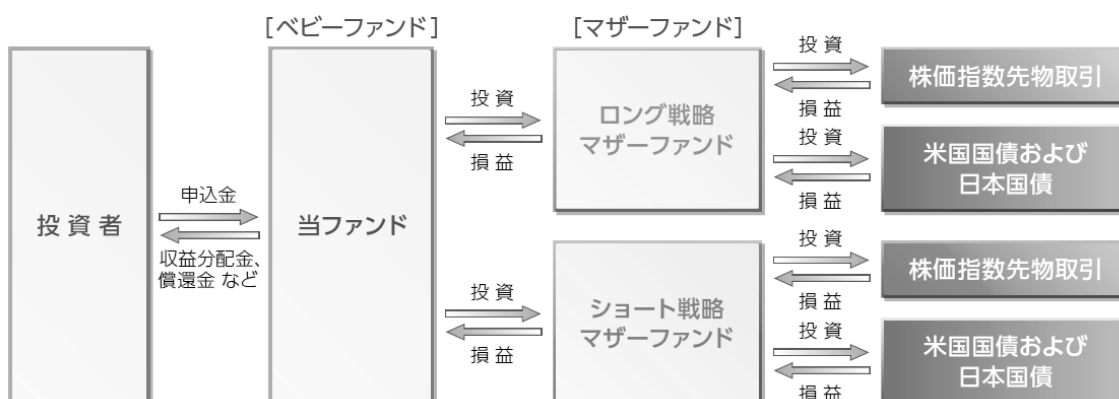 [ベビーファンド]
[マザーファンド]
投資者
申込金
収益分配金、
償還金 など
当ファンド
投資
損益
ロング戦略
マザーファンド
投資
損益
株価指数先物取引
投資
損益
米国国債および
日本国債
投資
損益
ショート戦略
マザーファンド
投資
損益
株価指数先物取引
投資
損益
米国国債および
日本国債